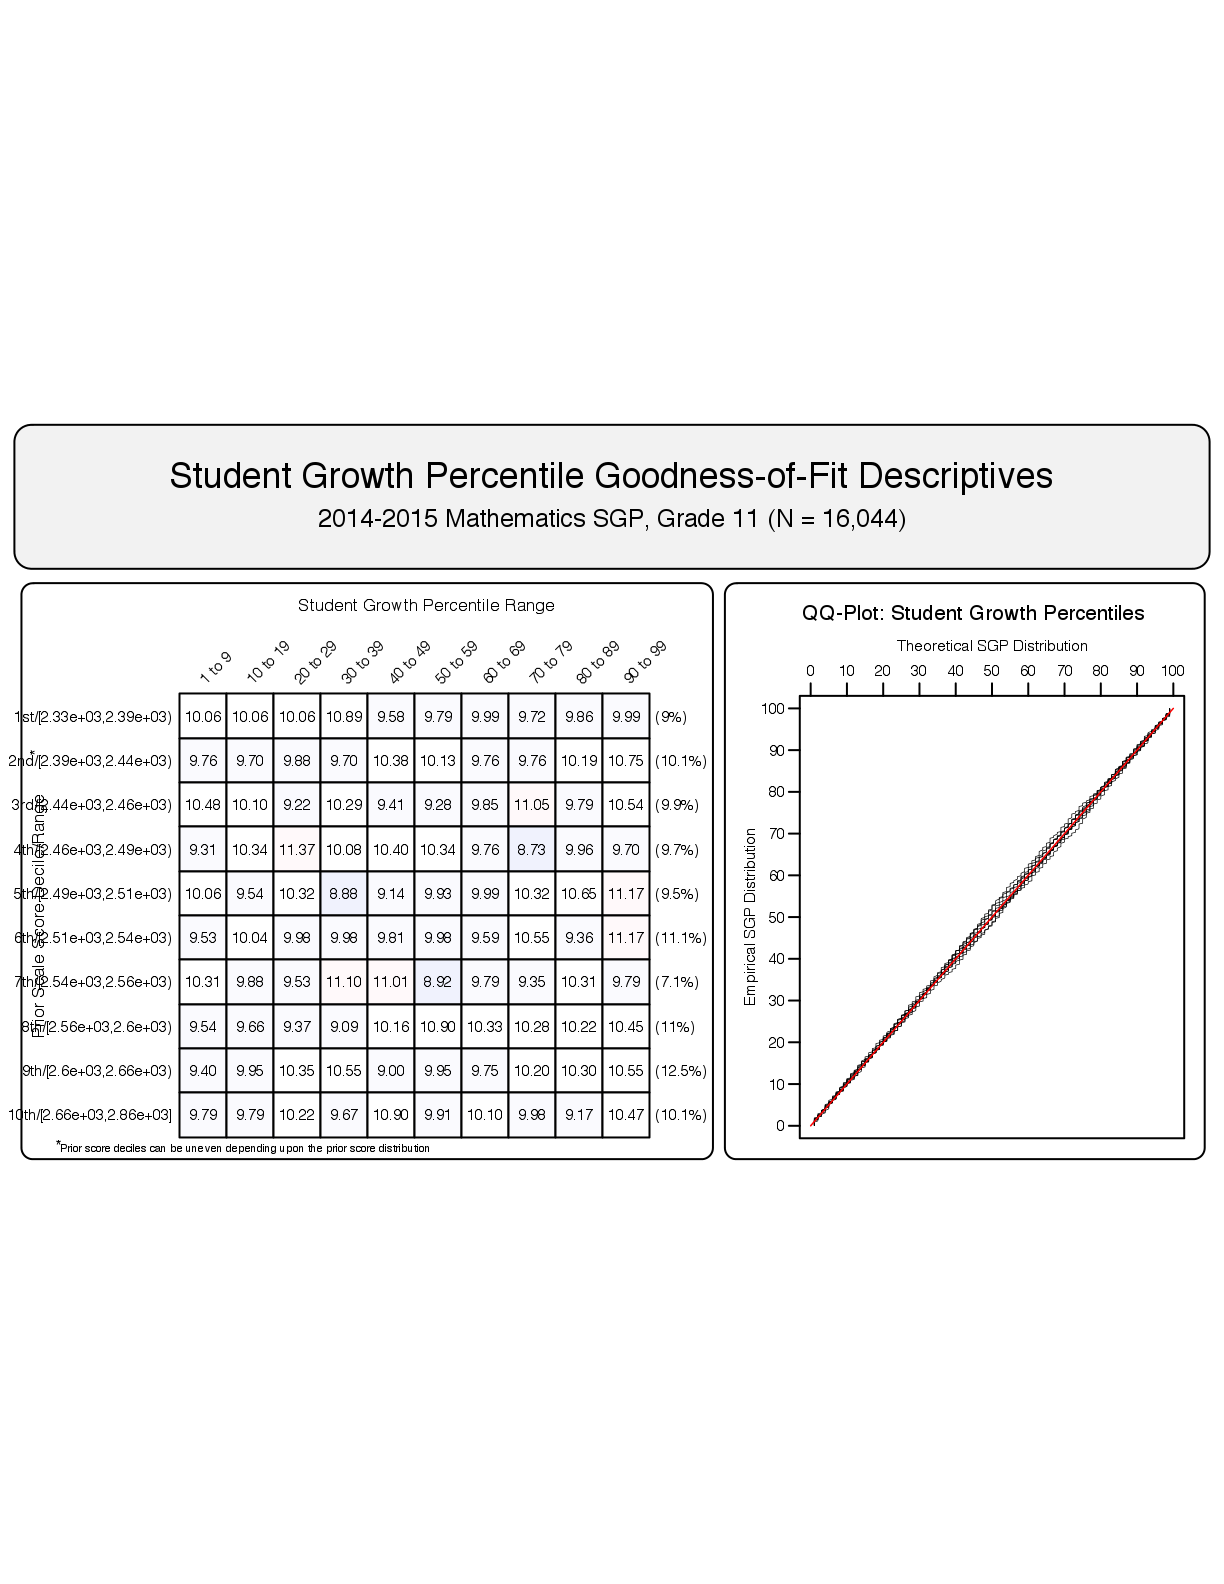 Student Growth Percentile Goodness-of-Fit Descriptives
2014-2015 Mathematics SGP, Grade 11 (N = 16,044)
Student Growth Percentile Range
1 to 9 10 to 19 20 to 29 30 to 39 40 to 49 50 to 59 60 to 69 70 to 79 80 to 89 90 to 99
Prior Scale Score Decile/Range
*
1st/[2.33e+03,2.39e+03) 10.06 10.06 10.06 10.89 9.58 9.79 9.99 9.72 9.86 9.99 (9%)
2nd/[2.39e+03,2.44e+03) 9.76 9.70 9.88 9.70 10.38 10.13 9.76 9.76 10.19 10.75 (10.1%)
3rd/[2.44e+03,2.46e+03) 10.48 10.10 9.22 10.29 9.41 9.28 9.85 11.05 9.79 10.54 (9.9%)
4th/[2.46e+03,2.49e+03) 9.31 10.34 11.37 10.08 10.40 10.34 9.76 8.73 9.96 9.70 (9.7%)
5th/[2.49e+03,2.51e+03) 10.06 9.54 10.32 8.88 9.14 9.93 9.99 10.32 10.65 11.17 (9.5%)
6th/[2.51e+03,2.54e+03) 9.53 10.04 9.98 9.98 9.81 9.98 9.59 10.55 9.36 11.17 (11.1%)
7th/[2.54e+03,2.56e+03) 10.31 9.88 9.53 11.10 11.01 8.92 9.79 9.35 10.31 9.79 (7.1%)
8th/[2.56e+03,2.6e+03) 9.54 9.66 9.37 9.09 10.16 10.90 10.33 10.28 10.22 10.45 (11%)
9th/[2.6e+03,2.66e+03) 9.40 9.95 10.35 10.55 9.00 9.95 9.75 10.20 10.30 10.55 (12.5%)
10th/[2.66e+03,2.86e+03] 9.79 9.79 10.22 9.67 10.90 9.91 10.10 9.98 9.17 10.47 (10.1%)
*Prior score deciles can be uneven depending upon the prior score distribution
QQ-Plot: Student Growth Percentiles
Theoretical SGP Distribution
0 10 20 30 40 50 60 70 80 90 100
Empirical SGP Distribution
100
90
80
70
60
50
40
30
20
10
0